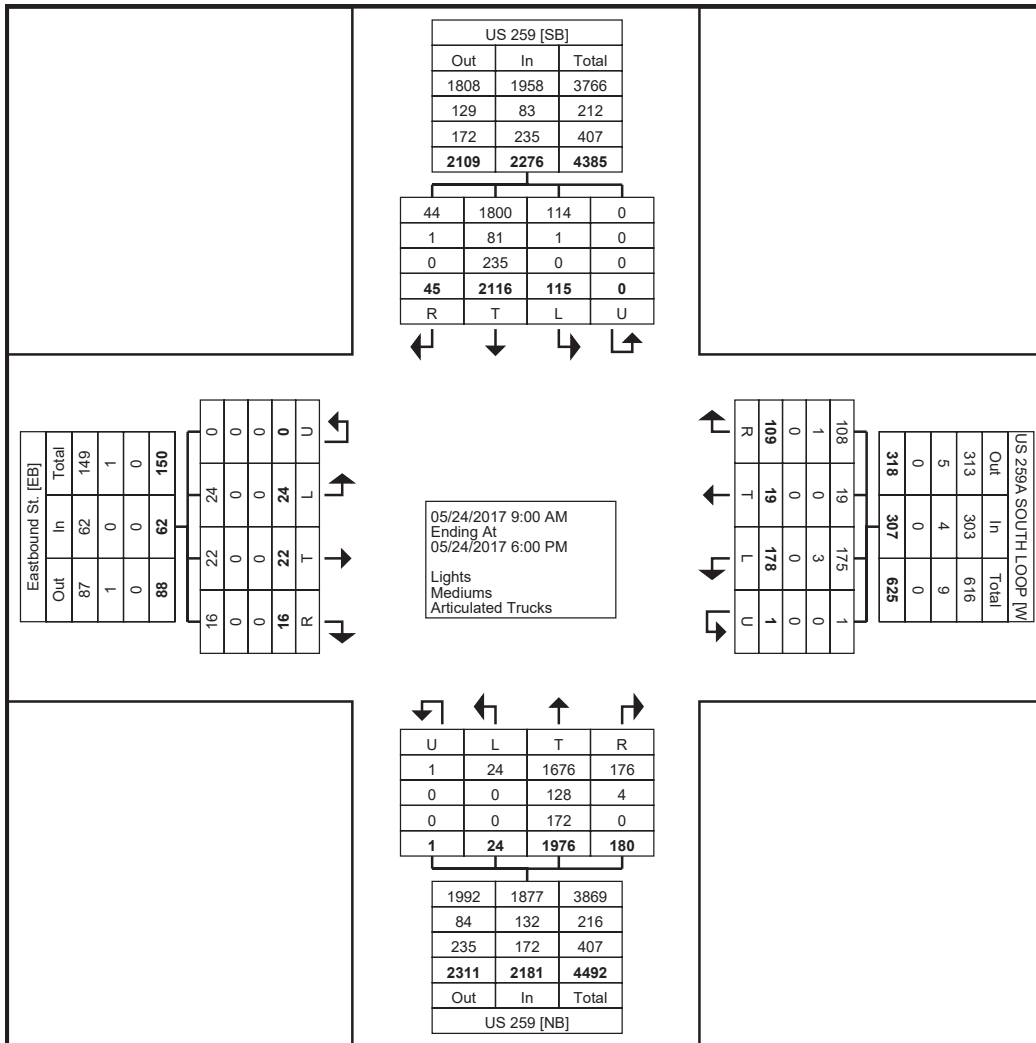 US 259 [SB]
Out In Total
1808 1958 3766
129 83 212
172 235 407
2109 2276 4385
44 1800 114 0
1 81 1 0
0 235 0 0
45 2116 115 0
R T L U
Eastbound St. [EB]
Total 149 1 0 150
In 62 0 0 62
Out 87 1 0 88
0 0 0 0 U
24 0 0 24 L
22 0 0 22 T
16 0 0 16 R
05/24/2017 9:00 AM
Ending At
05/24/2017 6:00 PM
Lights
Mediums
Articulated Trucks
R 109 0 1 108
T 19 0 0 19
L 178 0 3 175
U 1 0 0 1
US 259A SOUTH LOOP [W
Out 313 5 0 318
In 303 4 0 307
Total 616 9 0 625
U L T R
1 24 1676 176
0 0 128 4
0 0 172 0
1 24 1976 180
1992 1877 3869
84 132 216
235 172 407
2311 2181 4492
Out In Total
US 259 [NB]